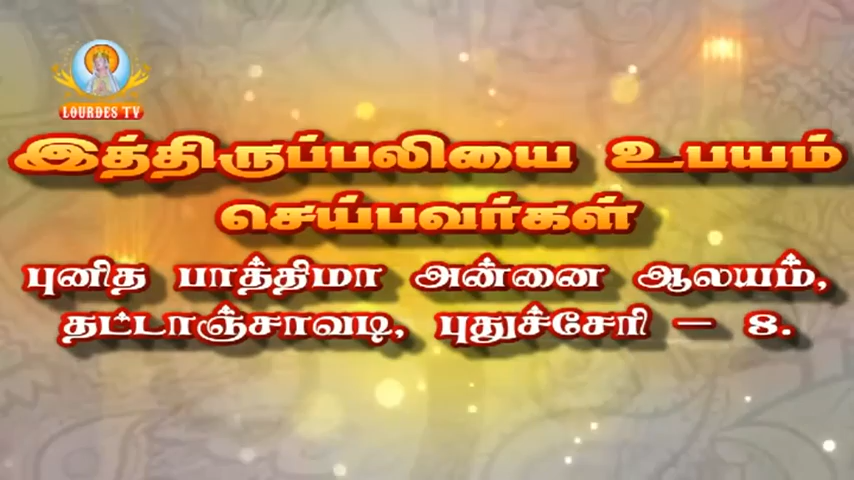 LOURDES TV
இத்திருப்பலியை உபயம்
செய்பவர்கள்
புனித பாத்திமா அன்னை ஆலயம்,
தட்டாஞ்சாவடி, புதுச்சேரி – 8.